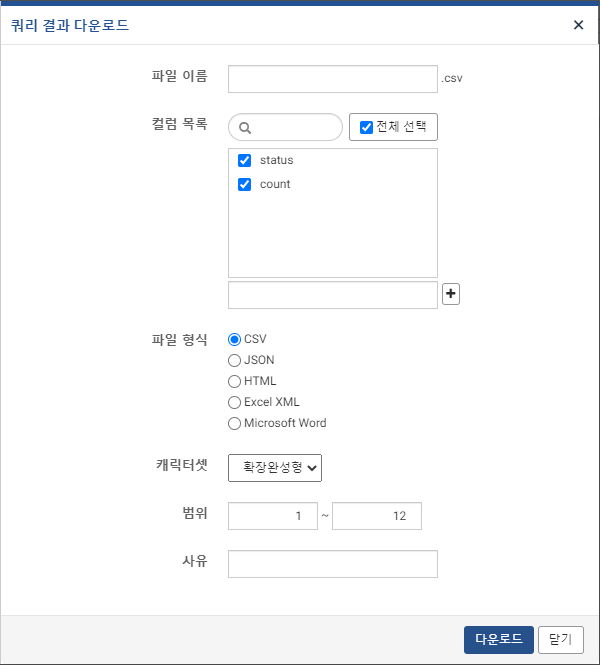 쿼리 결과 다운로드
파일 이름 .csv
컬럼 목록 전체 선택
status
count
파일 형식 CSV
JSON
HTML
Excel XML
Microsoft Word
캐릭터셋 확장완성형
범위 1 ~ 12
사유
다운로드 닫기